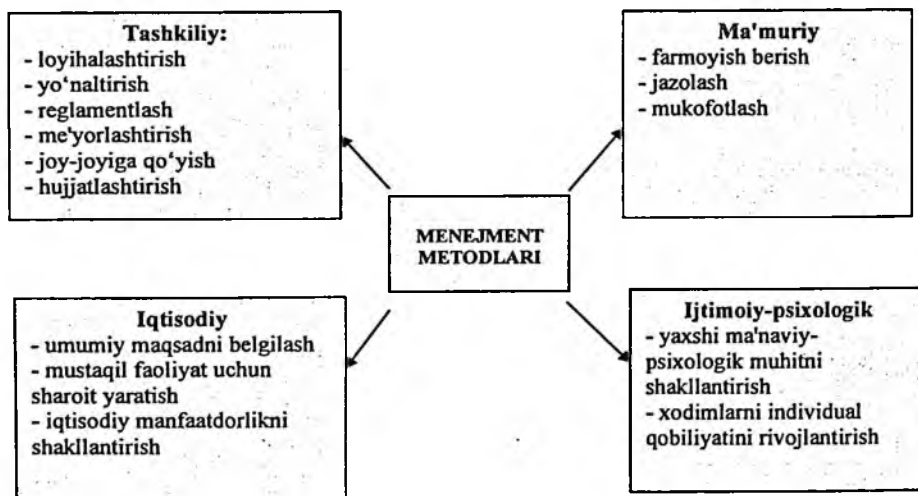 Tashkiliy:
- loyihalashtirish
- yo‘naltirish
- reglamentlash
- me'yorlashtirish
- joy-joyiga qo‘yish
- hujjatlashtirish
Ma'muriy
- farmoyish berish
- jazolash
- mukofotlash
MENEJMENT
METODLARI
Iqtisodiy
- umumiy maqsadni belgilash
- mustaqil faoliyat uchun
sharoit yaratish
- iqtisodiy manfaatdorlikni
shakllantirish
Ijtimoiy-psixologik
- yaxshi ma'naviy-
psixologik muhitni
shakllantirish
- xodimlarni individual
qobiliyatini rivojlantirish